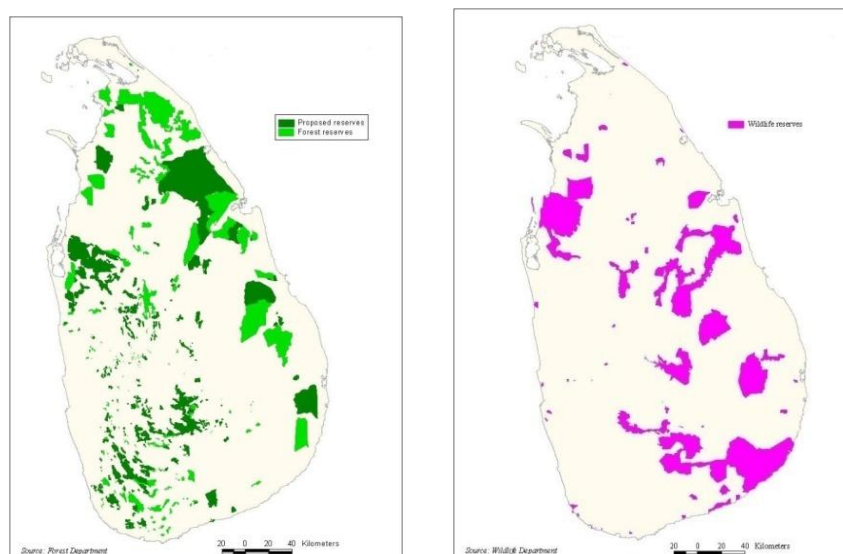 Proposed reserves
Forest reserves
20 0 20 40 Kilometers
Source: Forest Department
Wildlife reserves
20 0 20 40 Kilometers
Source: Wildlife Department